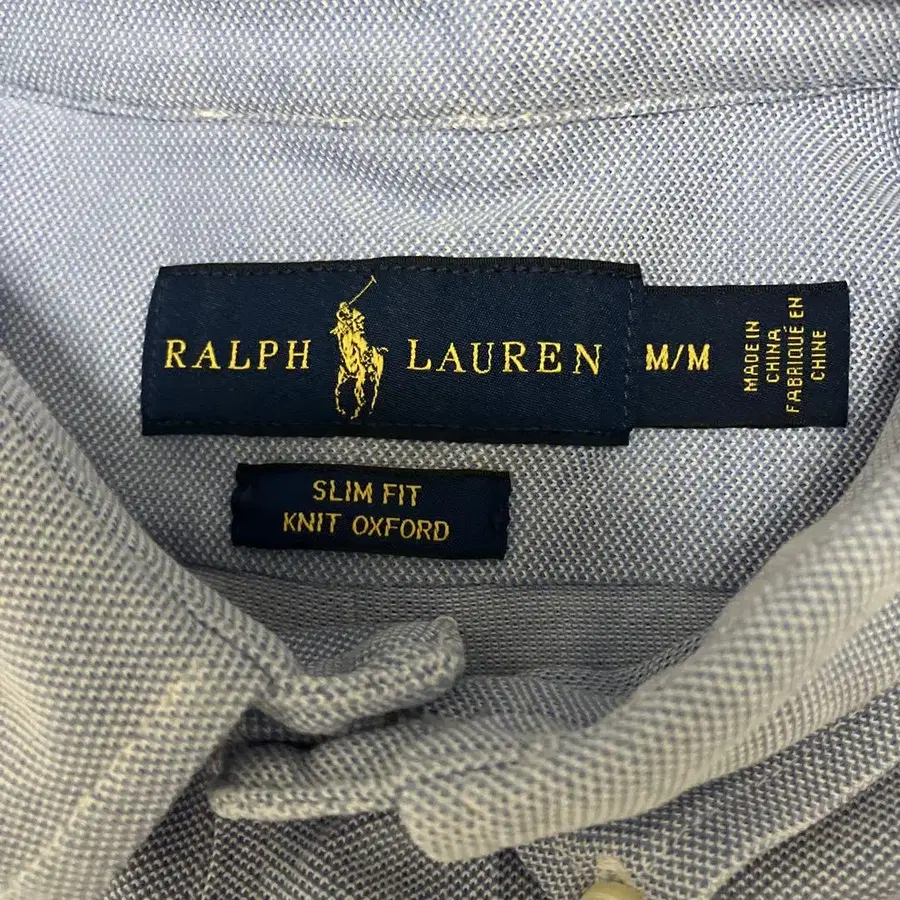 RALPH LAUREN
M/M
MADE IN
CHINA
FABRIQUÉ EN
CHINE
SLIM FIT
KNIT OXFORD